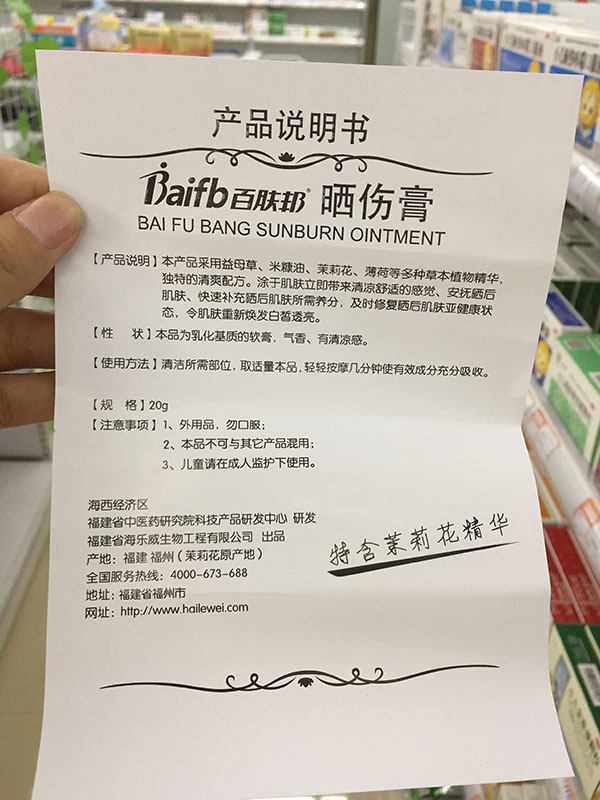 产品说明书
Baifb百肤邦® 晒伤膏
BAI FU BANG SUNBURN OINTMENT
【产品说明】本产品采用益母草、米糠油、茉莉花、薄荷等多种草本植物精华，
独特的清爽配方。涂于肌肤立即带来清凉舒适的感觉、安抚晒后
肌肤、快速补充晒后肌肤所需养分，及时修复晒后肌肤亚健康状
态，令肌肤重新焕发白皙透亮。
【性　状】本品为乳化基质的软膏，气香、有清凉感。
【使用方法】清洁所需部位，取适量本品，轻轻按摩几分钟使有效成分充分吸收。
【规　格】20g
【注意事项】1、外用品，勿口服；
2、本品不可与其它产品混用；
3、儿童请在成人监护下使用。
海西经济区
福建省中医药研究院科技产品研发中心 研发
福建省海乐威生物工程有限公司 出品
产地：福建 福州（茉莉花原产地）
全国服务热线：4000-673-688
地址：福建省福州市
网址：http://www.hailewei.com
特含茉莉花精华